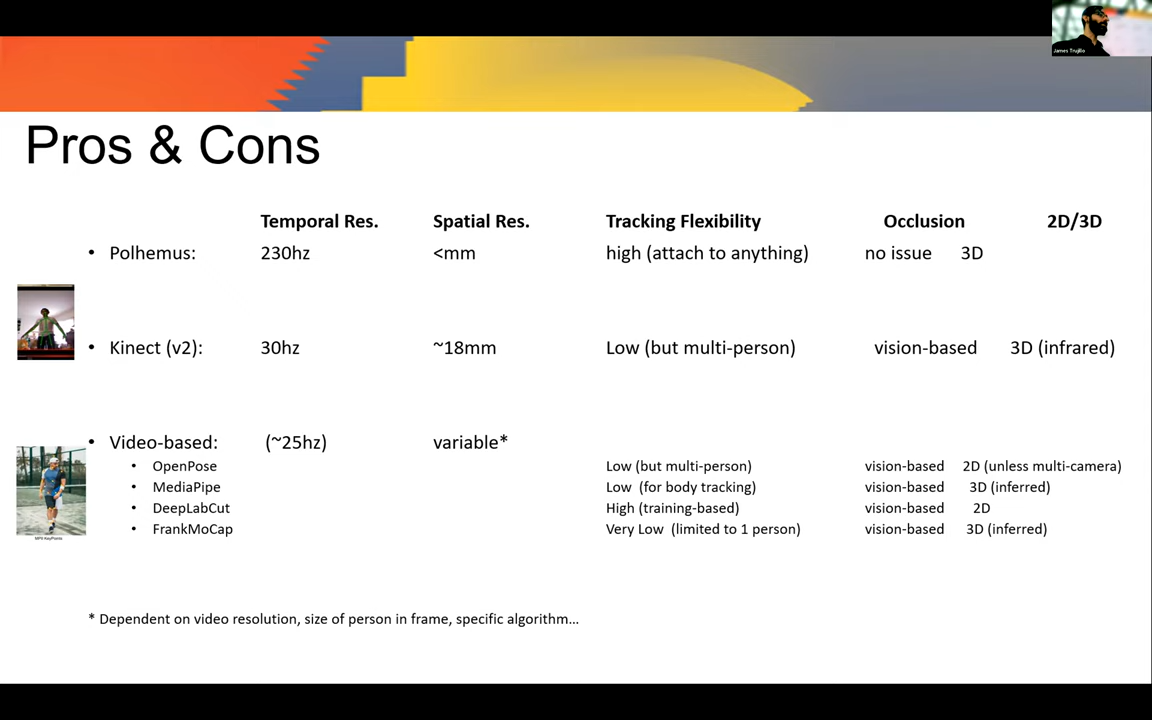 James Trujillo
Pros & Cons
Temporal Res. Spatial Res. Tracking Flexibility Occlusion 2D/3D
• Polhemus: 230hz <mm high (attach to anything) no issue 3D
• Kinect (v2): 30hz ~18mm Low (but multi-person) vision-based 3D (infrared)
• Video-based: (~25hz) variable*
• OpenPose Low (but multi-person) vision-based 2D (unless multi-camera)
• MediaPipe Low (for body tracking) vision-based 3D (inferred)
• DeepLabCut High (training-based) vision-based 2D
• FrankMoCap Very Low (limited to 1 person) vision-based 3D (inferred)
* Dependent on video resolution, size of person in frame, specific algorithm...